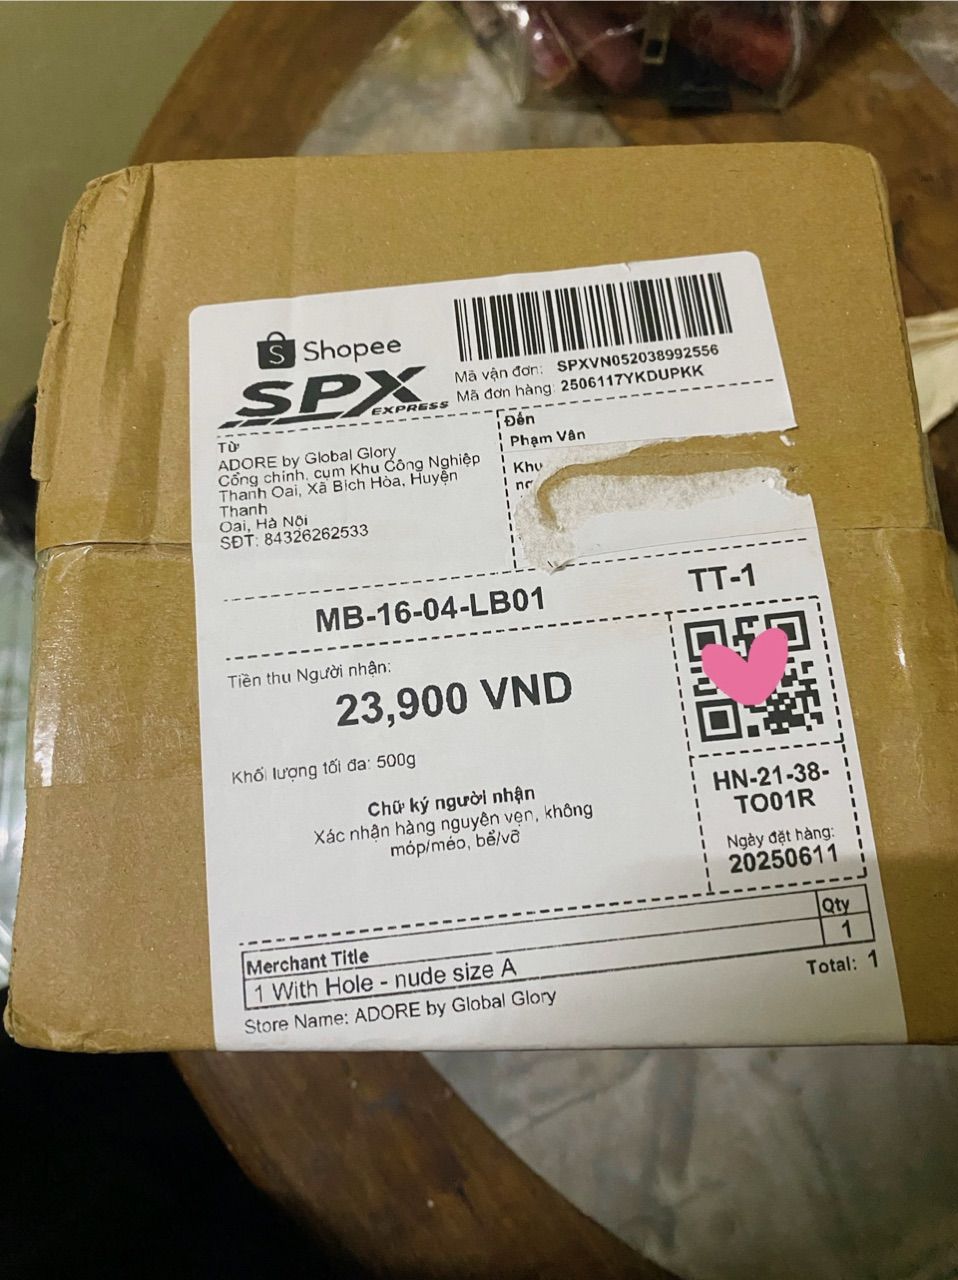 Shopee
SPX
EXPRESS
Mã vận đơn: SPXVN052038992556
Mã đơn hàng: 2506117YKDUPKK
Từ
ADORE by Global Glory
Cổng chính, cụm Khu Công Nghiệp
Thanh Oai, Xã Bích Hòa, Huyện
Thanh
Oai, Hà Nội
SĐT: 84326262533
Đến
Phạm Vân
Khu
MB-16-04-LB01
TT-1
Tiền thu Người nhận:
23,900 VND
Khối lượng tối đa: 500g
Chữ ký người nhận
Xác nhận hàng nguyên vẹn, không
móp/méo, bể/vỡ
HN-21-38-
TO01R
Ngày đặt hàng:
20250611
Merchant Title Qty
1 With Hole - nude size A 1
Total: 1
Store Name: ADORE by Global Glory